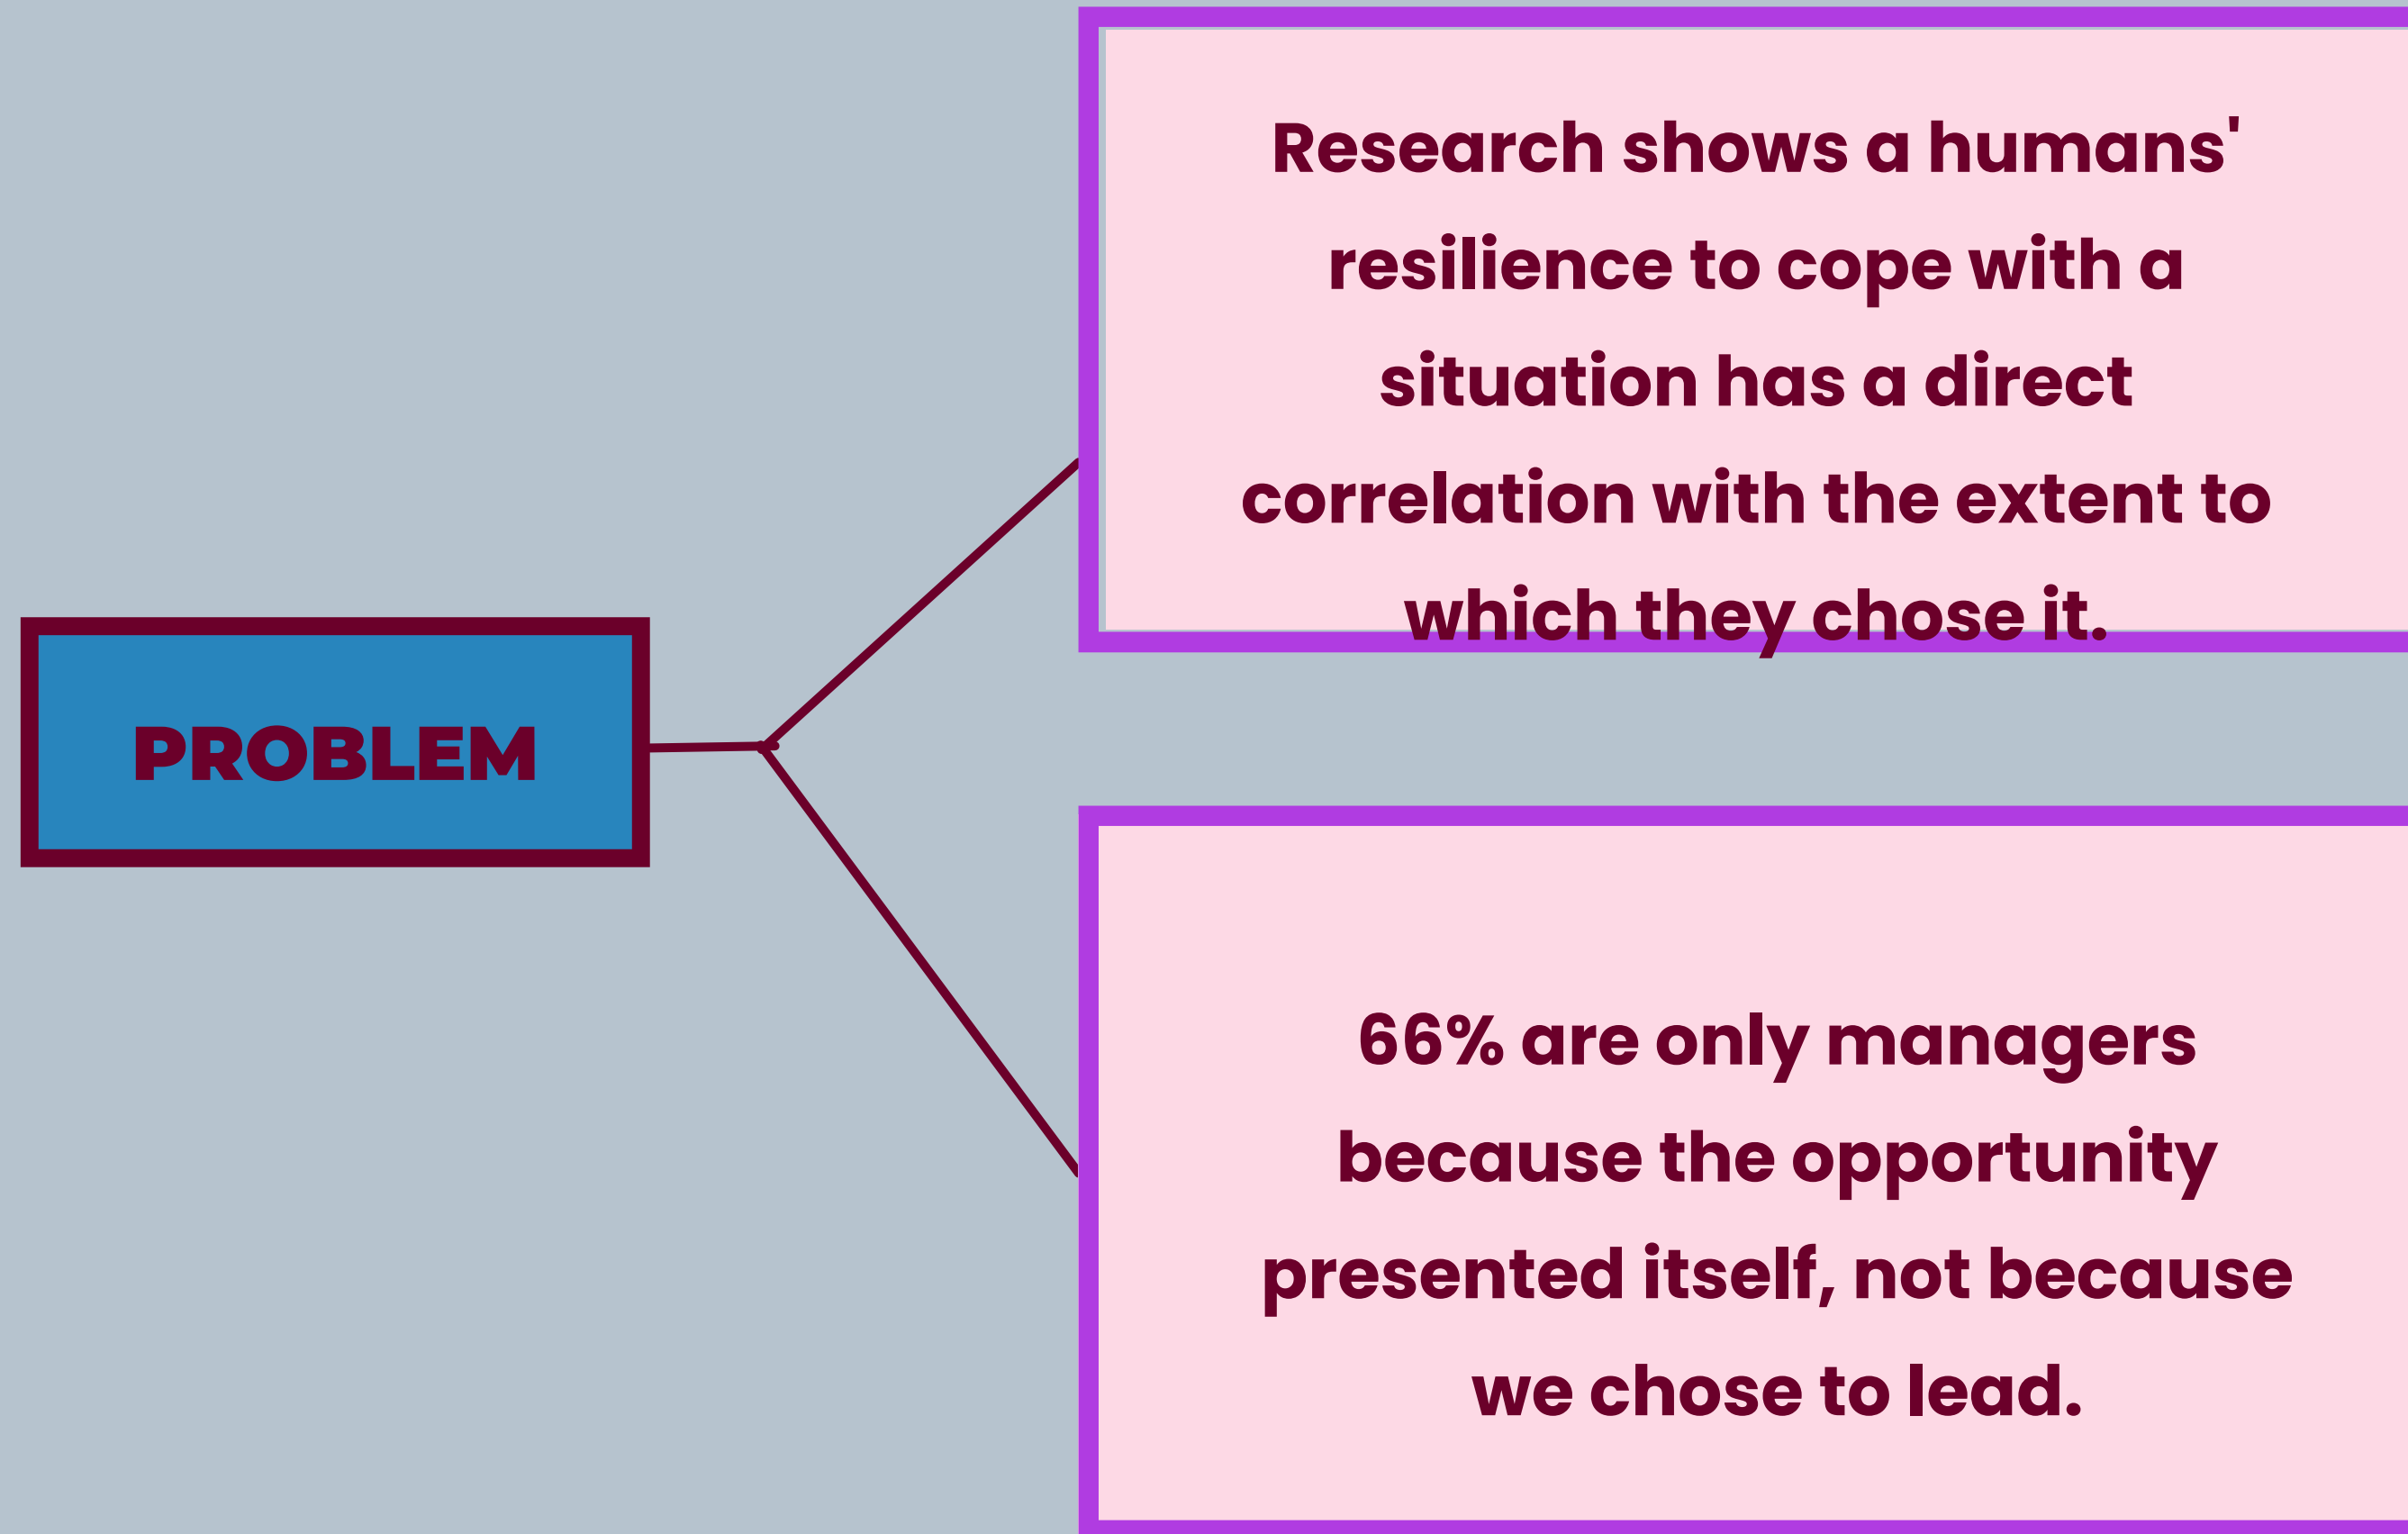 Research shows a humans'
resilience to cope with a
situation has a direct
correlation with the extent to
which they chose it.
PROBLEM
66% are only managers
because the opportunity
presented itself, not because
we chose to lead.